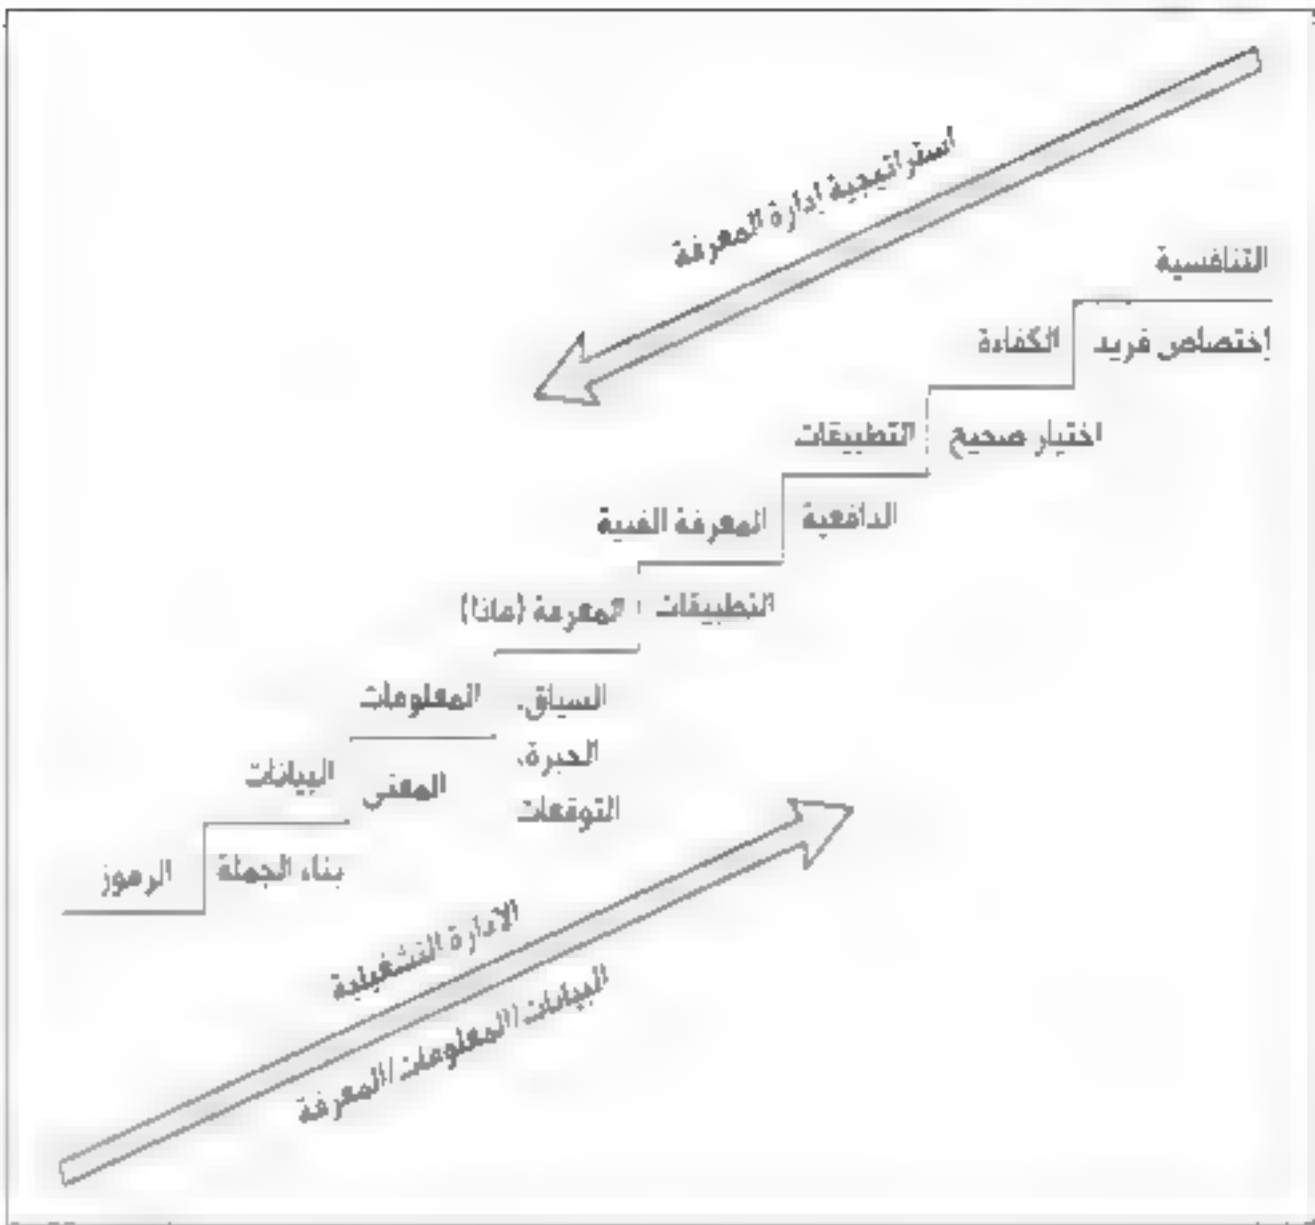 استراتيجية إدارة المعرفة
التنافسية
إختصاص فريد
الكفاءة
اختيار صحيح
التطبيقات
الدافعية
المعرفة الفنية
التطبيقات
المعرفة (ماذا)
السياق،
الخبرة،
التوقعات
المعلومات
المعنى
البيانات
بناء الجملة
الرموز
الإدارة التشغيلية
البيانات/المعلومات/المعرفة